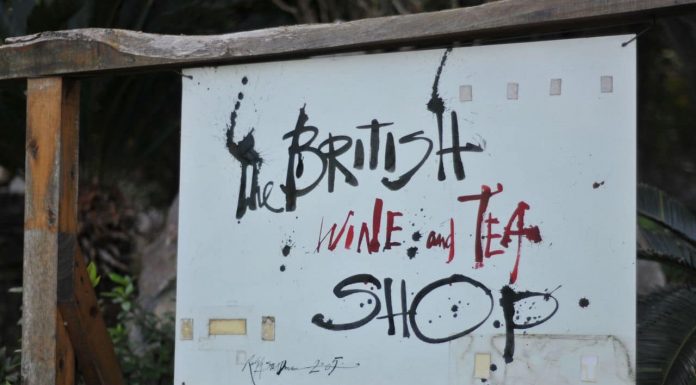 The BRITISH
WINE and TEA
SHOP